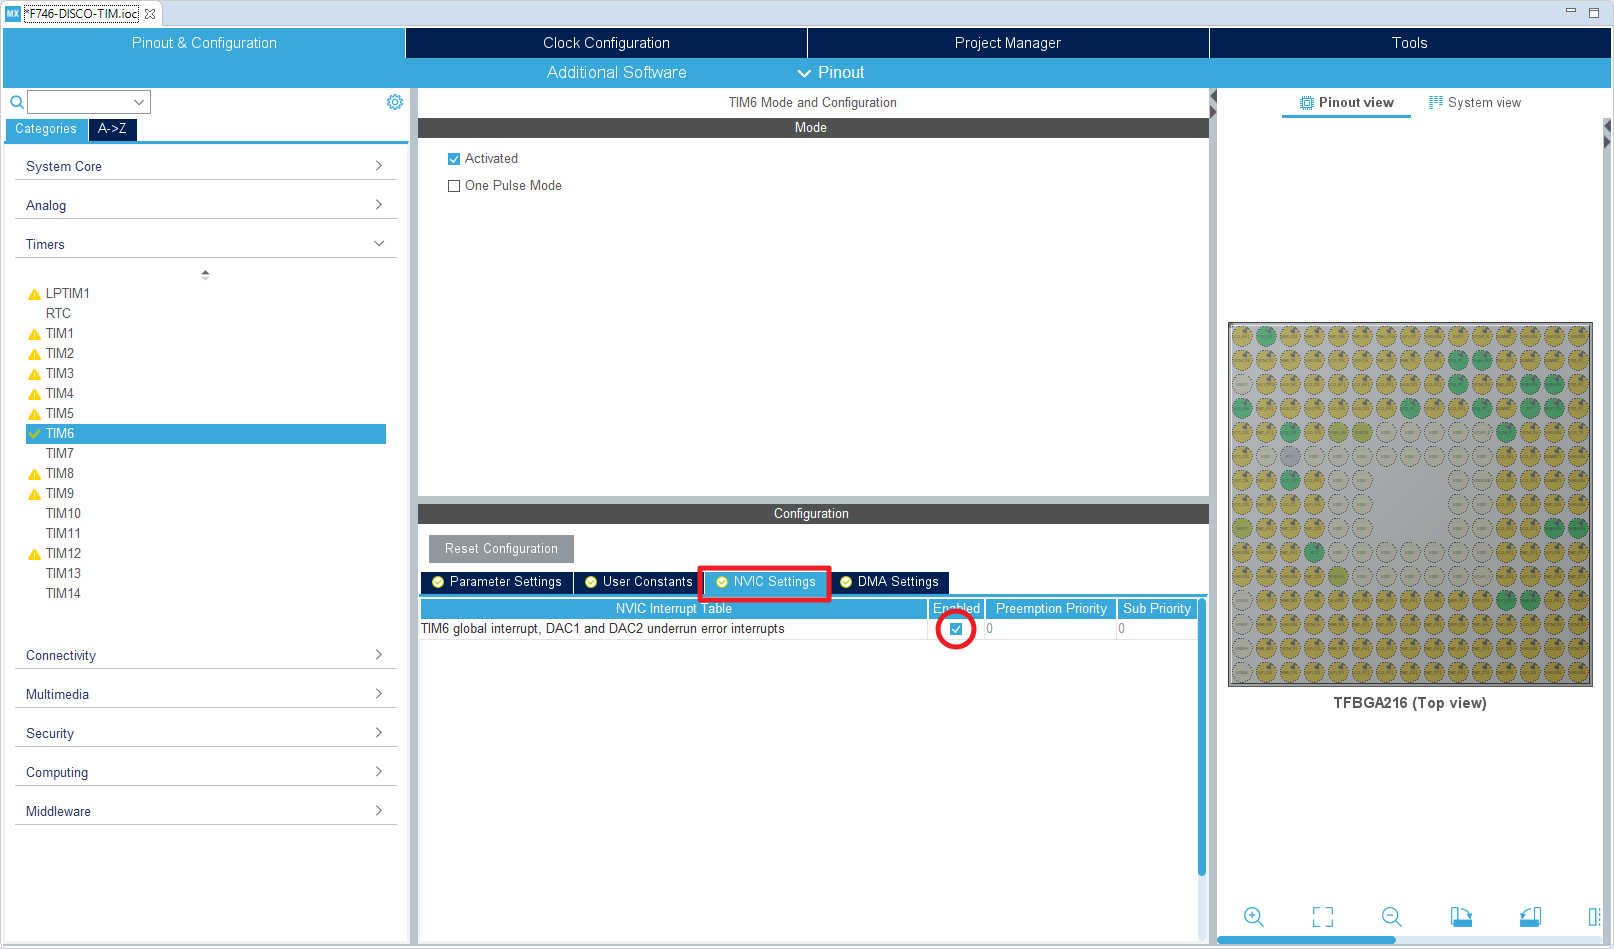 MX *F746-DISCO-TIM.ioc
Pinout & Configuration
Clock Configuration
Project Manager
Tools
Additional Software
Pinout
Categories
A->Z
System Core
Analog
Timers
LPTIM1
RTC
TIM1
TIM2
TIM3
TIM4
TIM5
TIM6
TIM7
TIM8
TIM9
TIM10
TIM11
TIM12
TIM13
TIM14
Connectivity
Multimedia
Security
Computing
Middleware
TIM6 Mode and Configuration
Mode
Activated
One Pulse Mode
Configuration
Reset Configuration
Parameter Settings
User Constants
NVIC Settings
DMA Settings
NVIC Interrupt Table
Enabled
Preemption Priority
Sub Priority
TIM6 global interrupt, DAC1 and DAC2 underrun error interrupts
0
0
Pinout view
System view
TFBGA216 (Top view)